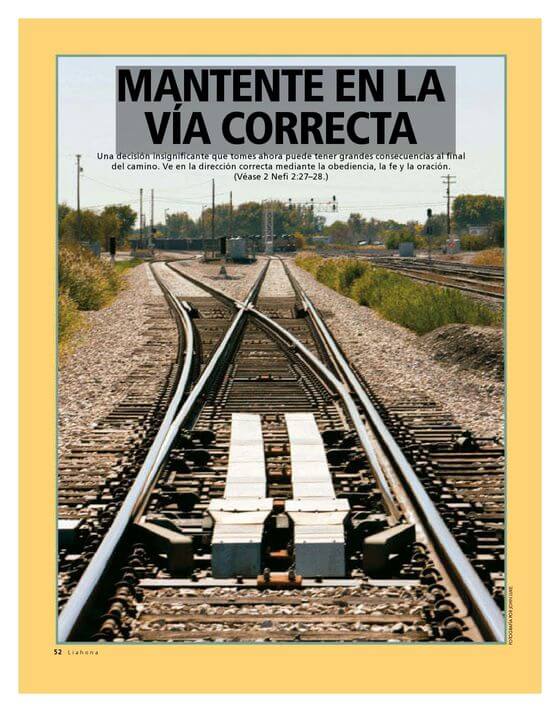 MANTENTE EN LA
VÍA CORRECTA
Una decisión insignificante que tomes ahora puede tener grandes consecuencias al final
del camino. Ve en la dirección correcta mediante la obediencia, la fe y la oración.
(Véase 2 Nefi 2:27–28.)
52 Liahona